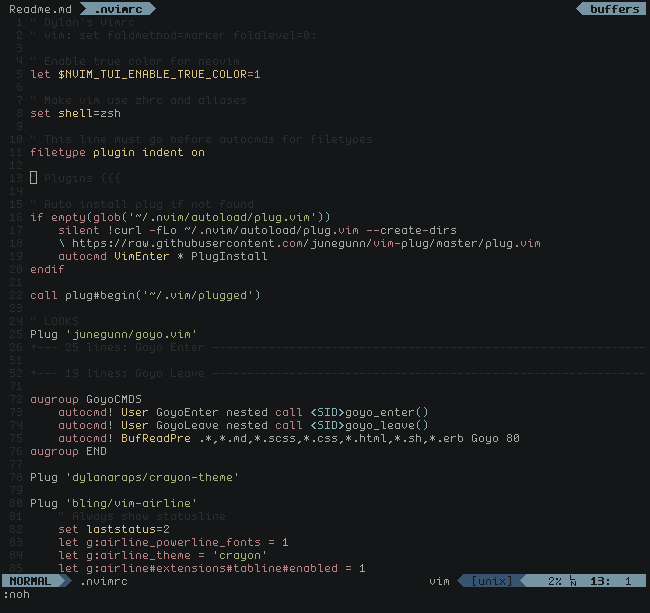 Readme.md .nvimrc buffers
1 " Dylan's Vimrc
2 " vim: set foldmethod=marker foldlevel=0:
3
4 " Enable true color for neovim
5 let $NVIM_TUI_ENABLE_TRUE_COLOR=1
6
7 " Make vim use zhrc and aliases
8 set shell=zsh
9
10 " This line must go before autocmds for filetypes
11 filetype plugin indent on
12
13 Plugins {{{
14
15 " Auto install plug if not found
16 if empty(glob('~/.nvim/autoload/plug.vim'))
17 silent !curl -fLo ~/.nvim/autoload/plug.vim --create-dirs
18 \ https://raw.githubusercontent.com/junegunn/vim-plug/master/plug.vim
19 autocmd VimEnter * PlugInstall
20 endif
21
22 call plug#begin('~/.vim/plugged')
23
24 " LOOKS
25 Plug 'junegunn/goyo.vim'
26 +--- 25 lines: Goyo Enter ---
51
52 +--- 19 lines: Goyo Leave ---
71
72 augroup GoyoCMDS
73 autocmd! User GoyoEnter nested call <SID>goyo_enter()
74 autocmd! User GoyoLeave nested call <SID>goyo_leave()
75 autocmd! BufReadPre .*,*.md,*.scss,*.css,*.html,*.sh,*.erb Goyo 80
76 augroup END
77
78 Plug 'dylanaraps/crayon-theme'
79
80 Plug 'bling/vim-airline'
81 " Always show statusline
82 set laststatus=2
83 let g:airline_powerline_fonts = 1
84 let g:airline_theme = 'crayon'
85 let g:airline#extensions#tabline#enabled = 1
NORMAL .nvimrc vim [unix] 2% 13: 1
:noh